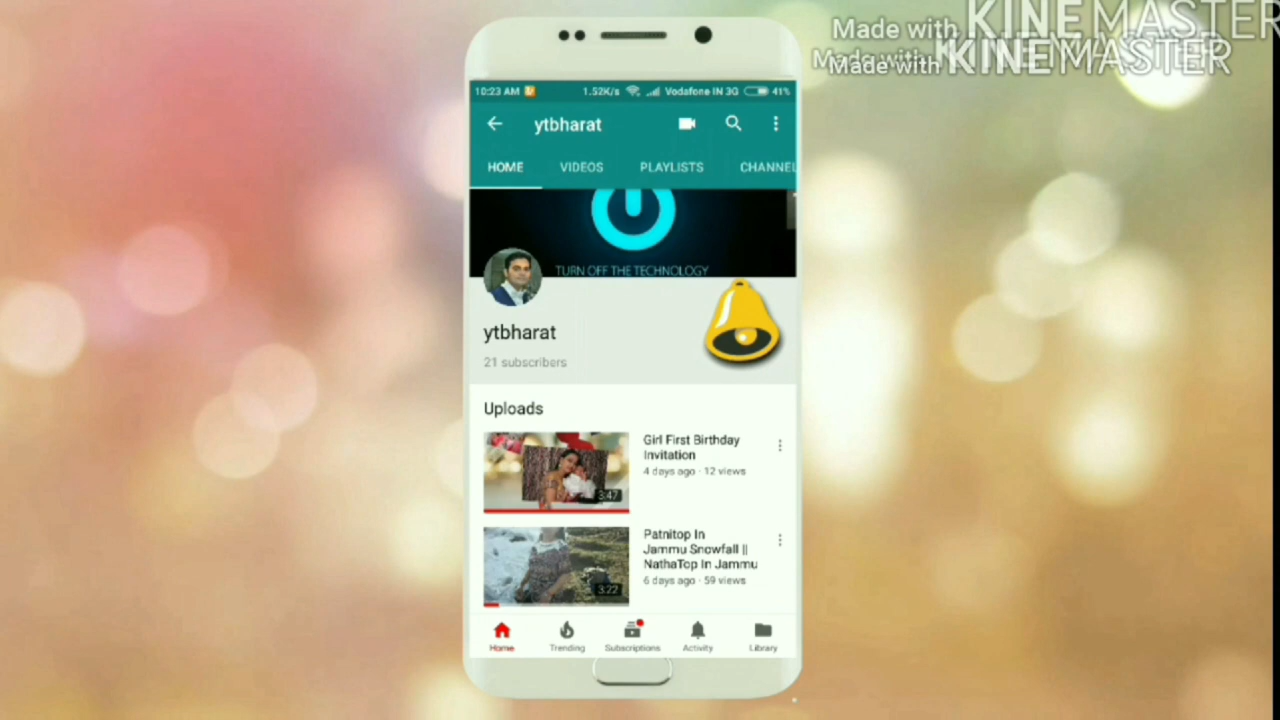 Made with KINEMASTER
Made with
Made with KINEMASTER
10:23 AM 1.52K/s Vodafone IN 3G 41%
ytbharat
HOME VIDEOS PLAYLISTS CHANNEL
TURN OFF THE TECHNOLOGY
ytbharat
21 subscribers
Uploads
Girl First Birthday
Invitation
4 days ago · 12 views
3:47
Patnitop In
Jammu Snowfall ||
NathaTop In Jammu
6 days ago · 59 views
3:22
Home Trending Subscriptions Activity Library